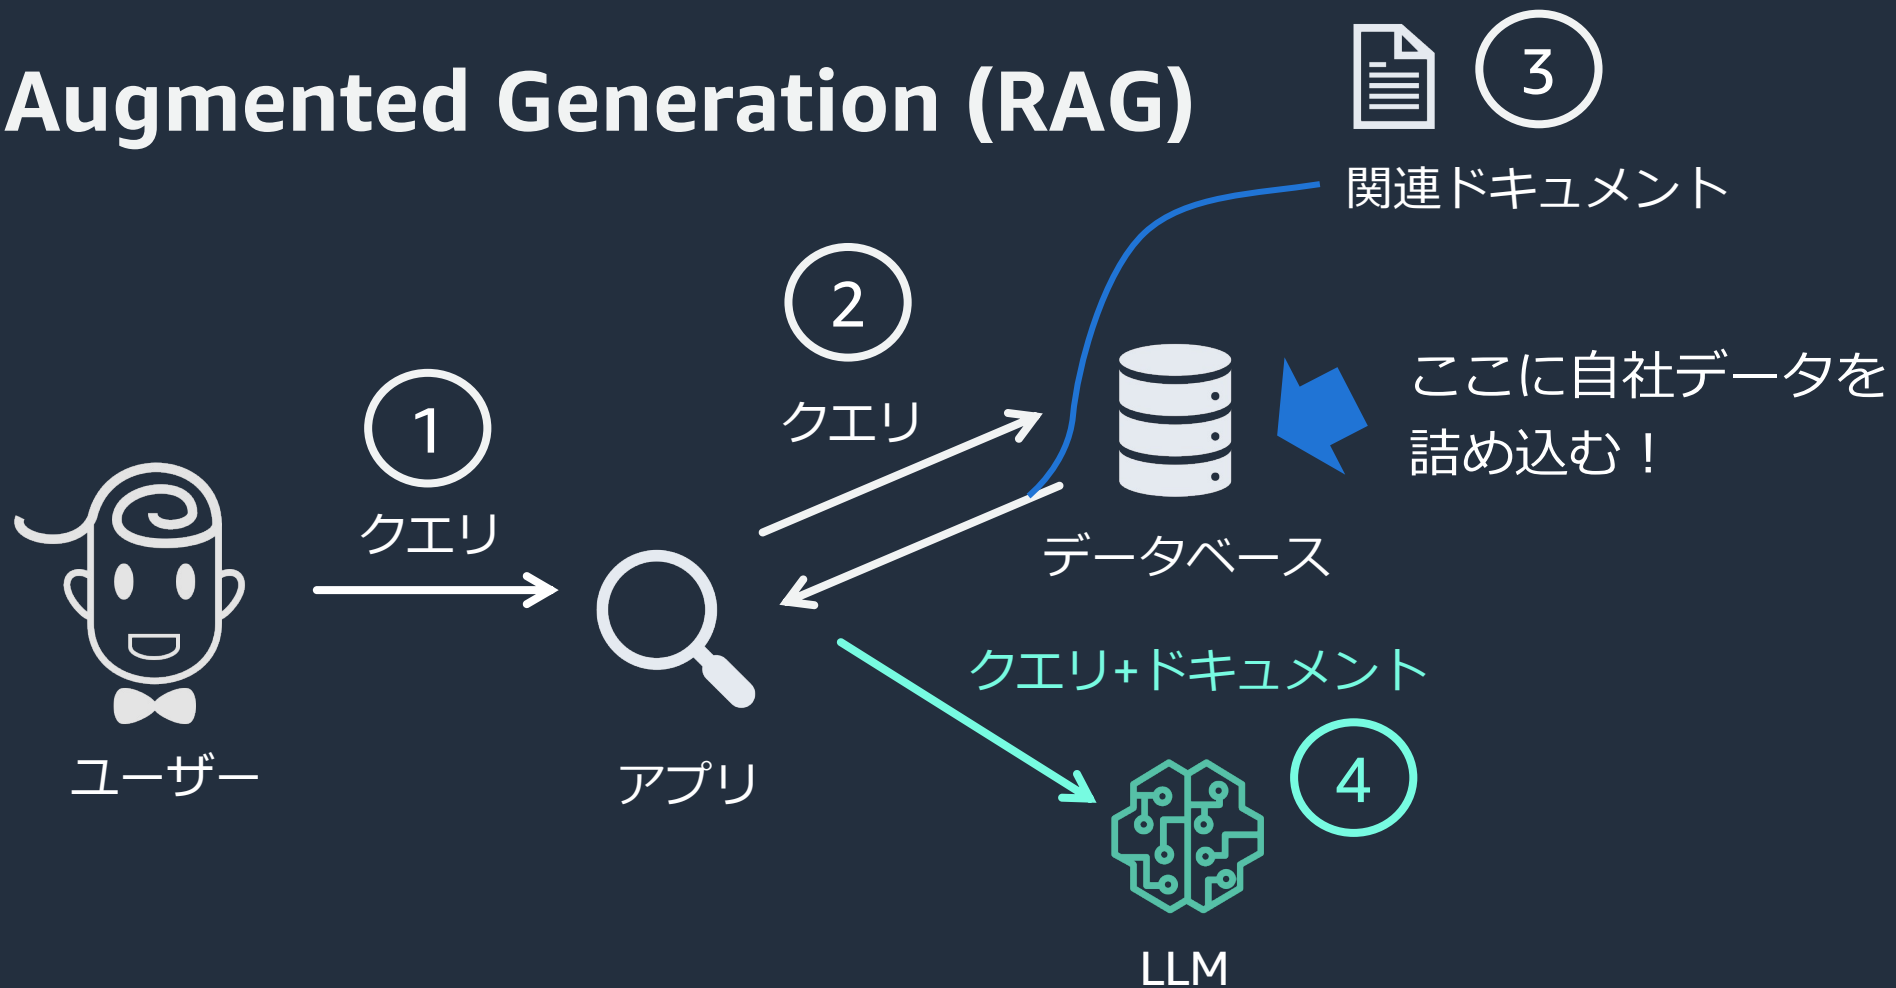 Augmented Generation (RAG)
3
関連ドキュメント
2
クエリ
1
クエリ
ここに自社データを
詰め込む！
データベース
クエリ+ドキュメント
4
ユーザー
アプリ
LLM